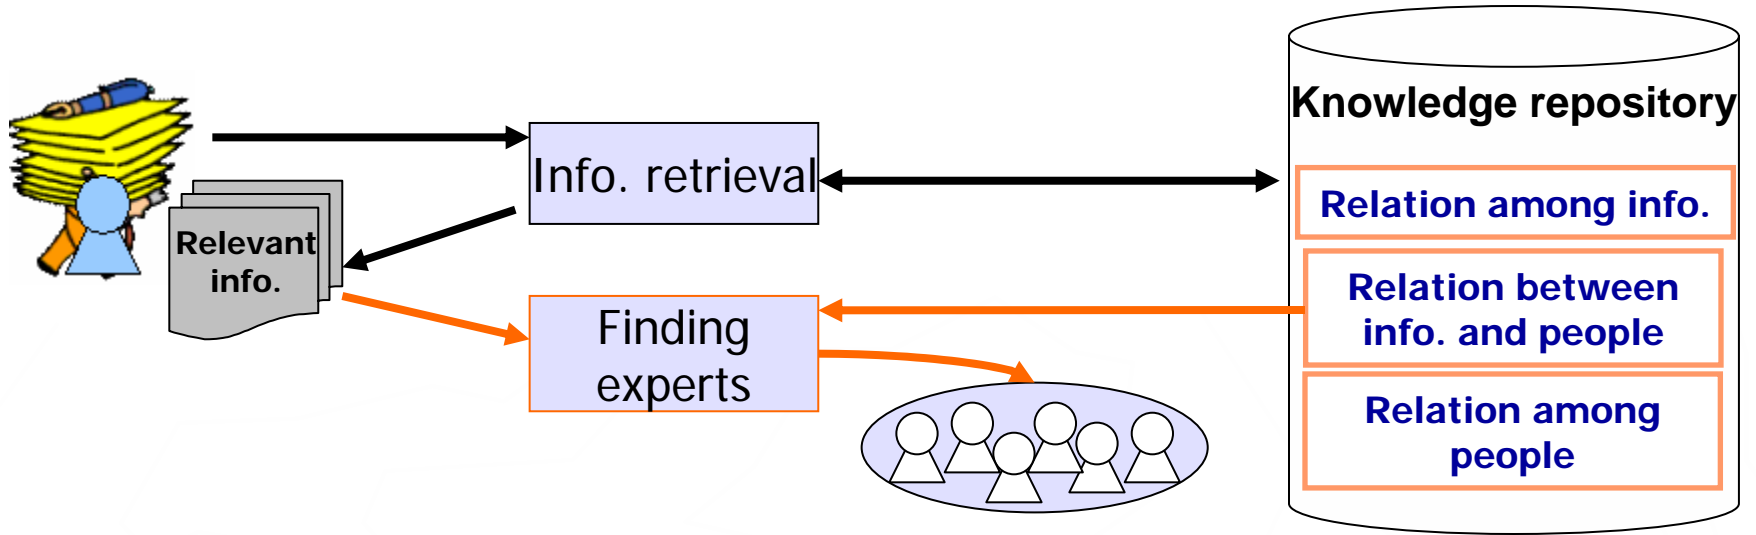 Knowledge repository
Info. retrieval
Relation among info.
Relevant
info.
Finding
experts
Relation between
info. and people
Relation among
people